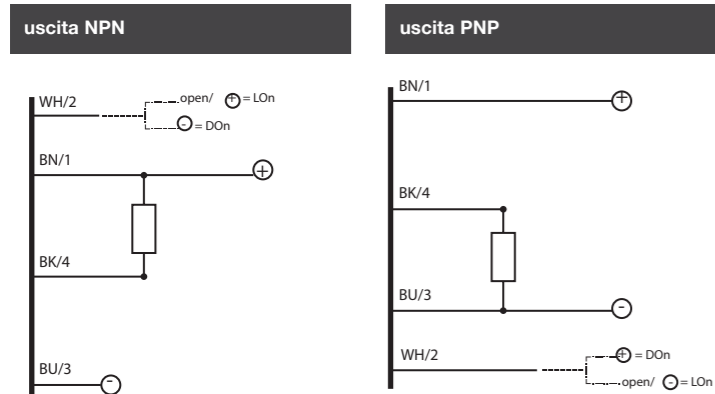 uscita NPN
WH/2
open/ + = LOn
- = DOn
BN/1
+
BK/4
BU/3
-
uscita PNP
BN/1
+
BK/4
BU/3
-
WH/2
+ = DOn
open/ - = LOn